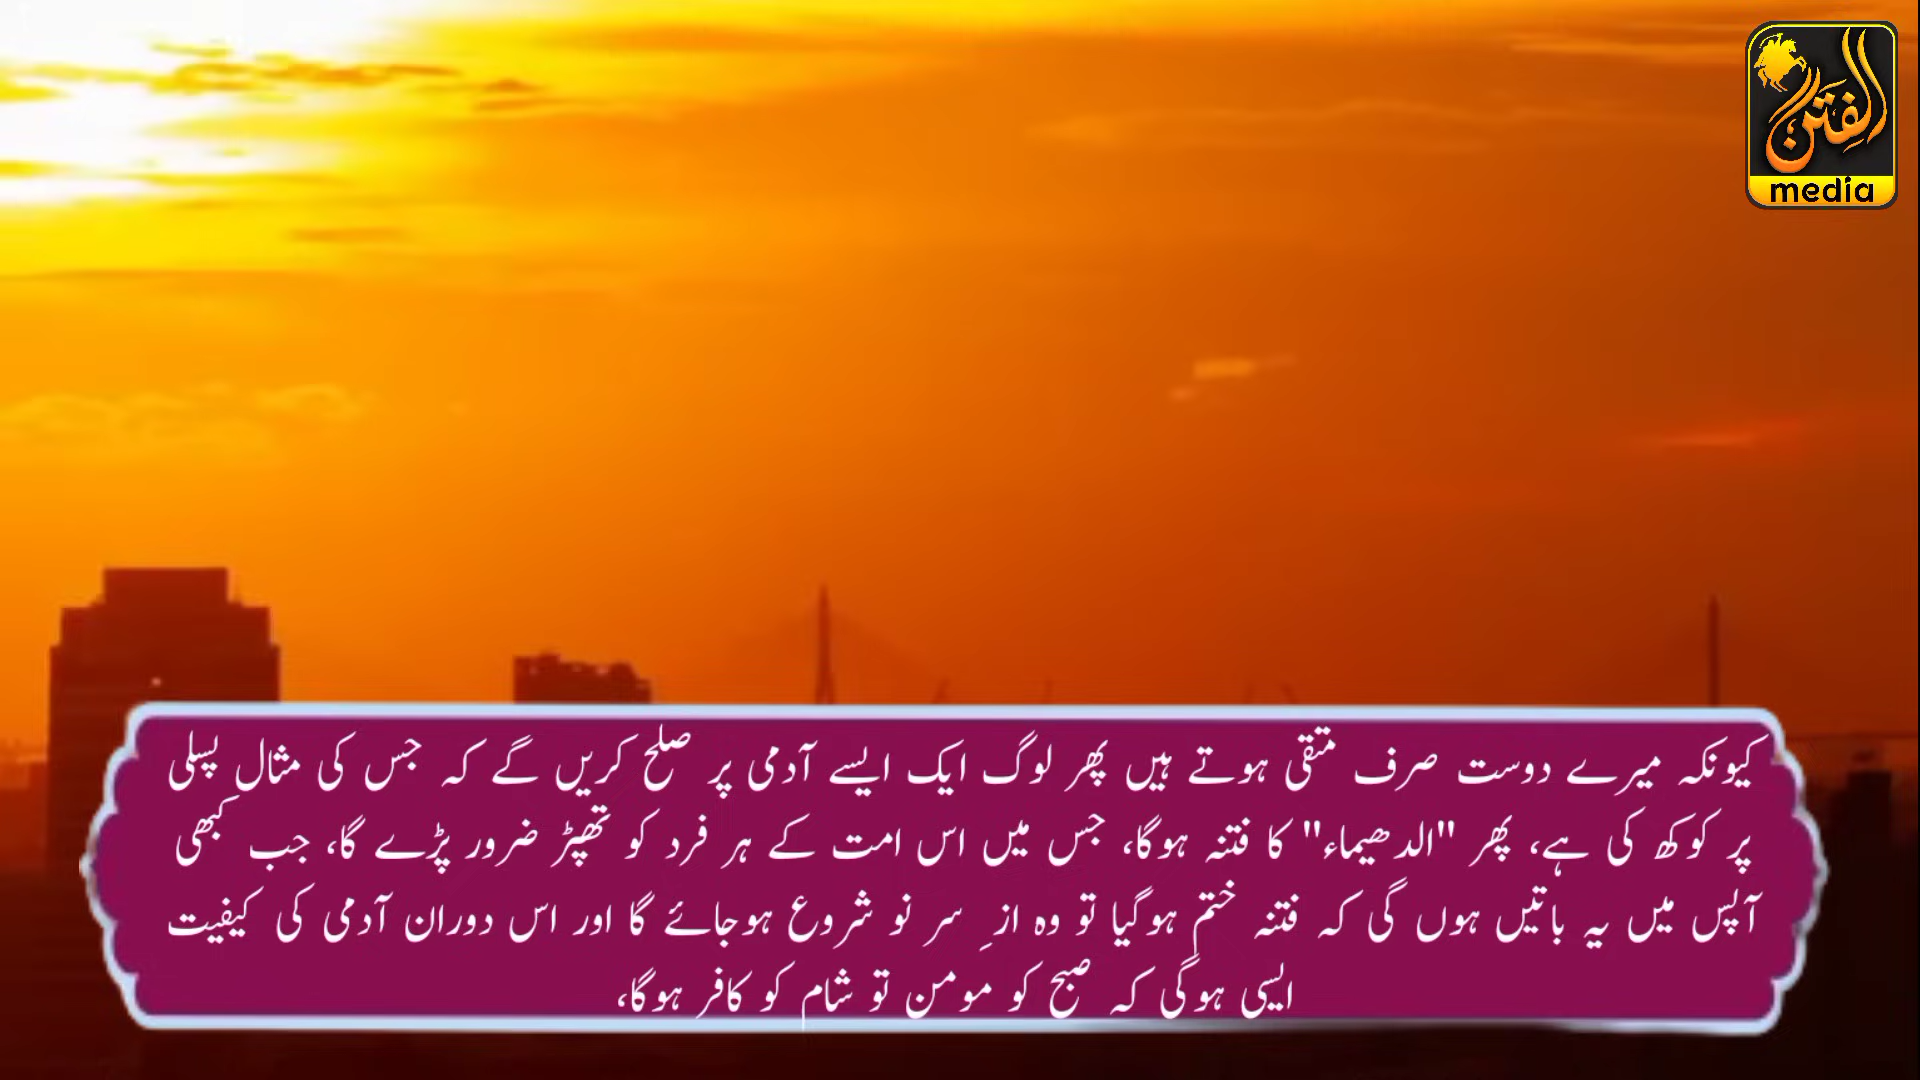 الفتن
media
کیونکہ میرے دوست صرف متقی ہوتے ہیں پھر لوگ ایک ایسے آدمی پر صلح کریں گے کہ جس کی مثال پسلی
پر کوکھ کی ہے، پھر "الدھیماء" کا فتنہ ہوگا، جس میں اس امت کے ہر فرد کو تھپڑ ضرور پڑے گا، جب کبھی
آپس میں یہ باتیں ہوں گی کہ فتنہ ختم ہوگیا تو وہ ازِ سر نو شروع ہوجائے گا اور اس دوران آدمی کی کیفیت
ایسی ہوگی کہ صبح کو مومن تو شام کو کافر ہوگا،